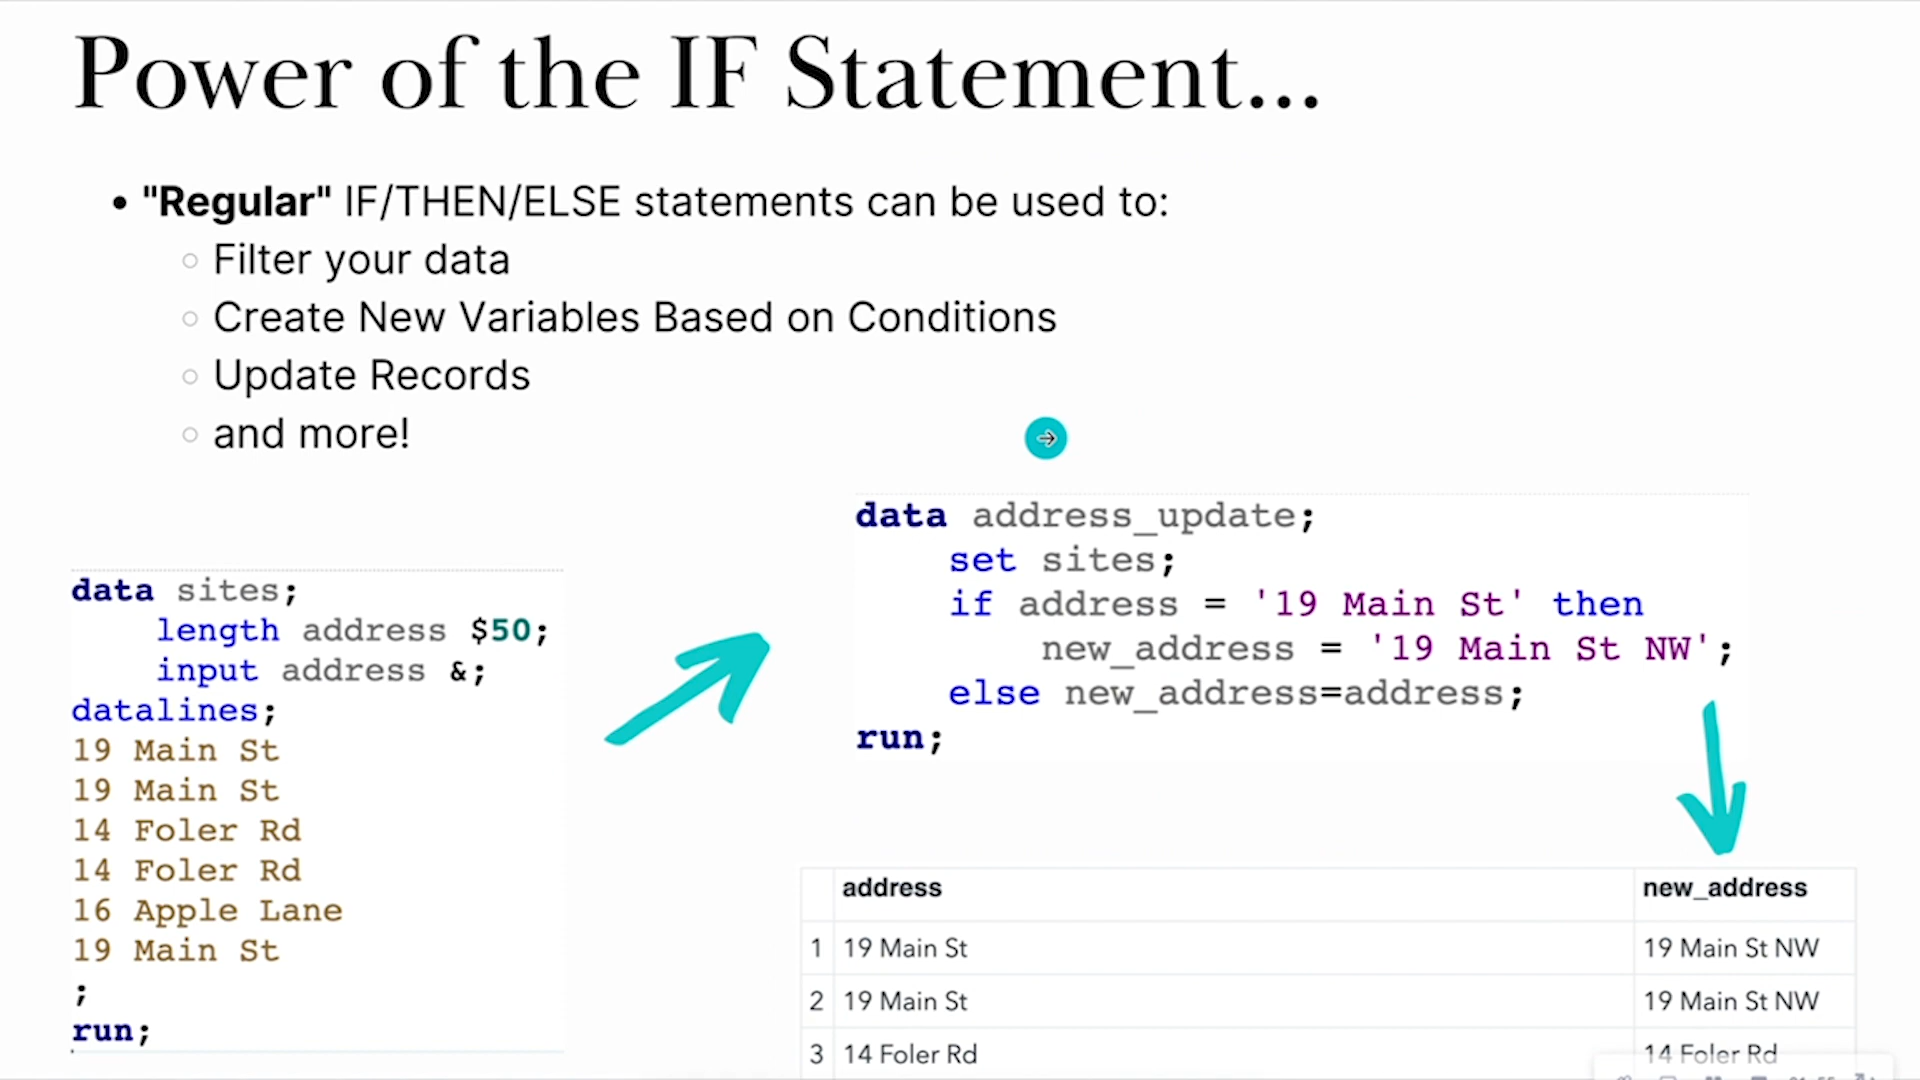 Power of the IF Statement...
• "Regular" IF/THEN/ELSE statements can be used to:
○ Filter your data
○ Create New Variables Based on Conditions
○ Update Records
○ and more!
data sites;
length address $50;
input address &;
datalines;
19 Main St
19 Main St
14 Foler Rd
14 Foler Rd
16 Apple Lane
19 Main St
;
run;
data address_update;
set sites;
if address = '19 Main St' then
new_address = '19 Main St NW';
else new_address=address;
run;
address new_address
1 19 Main St 19 Main St NW
2 19 Main St 19 Main St NW
3 14 Foler Rd 14 Foler Rd